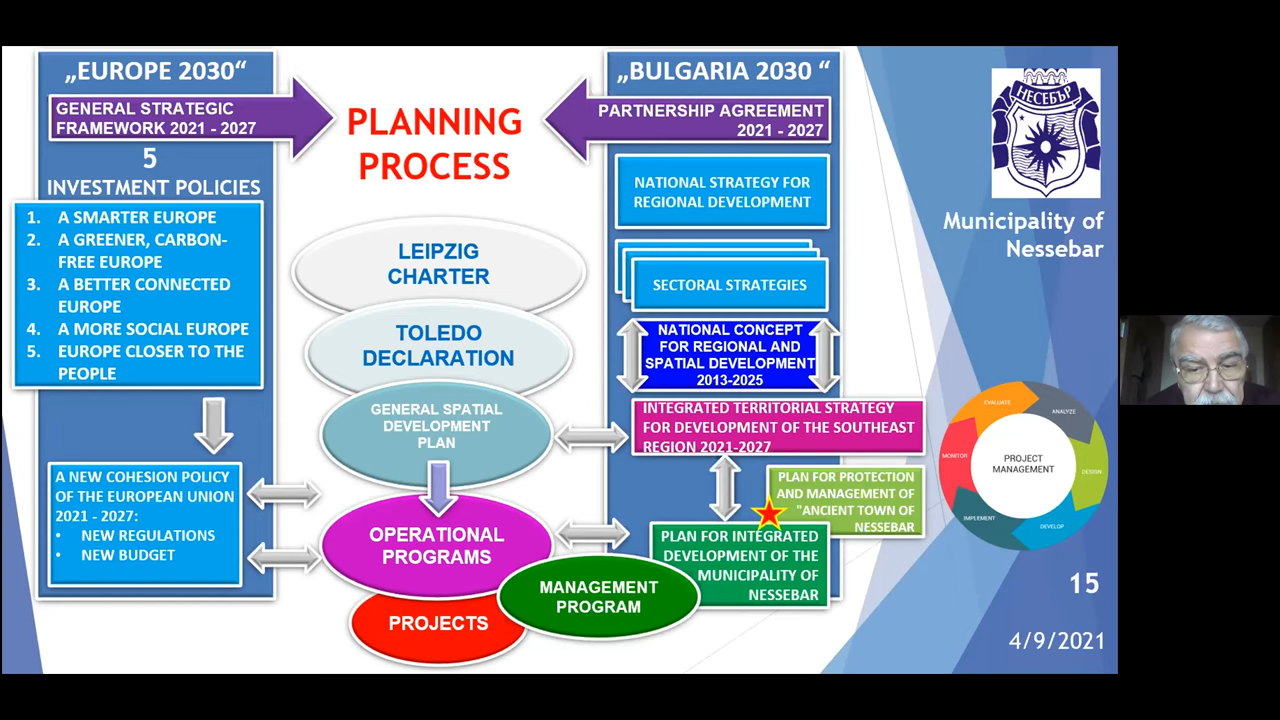 „EUROPE 2030“
GENERAL STRATEGIC
FRAMEWORK 2021 - 2027
5
INVESTMENT POLICIES
1. A SMARTER EUROPE
2. A GREENER, CARBON-
FREE EUROPE
3. A BETTER CONNECTED
EUROPE
4. A MORE SOCIAL EUROPE
5. EUROPE CLOSER TO THE
PEOPLE
A NEW COHESION POLICY
OF THE EUROPEAN UNION
2021 - 2027:
• NEW REGULATIONS
• NEW BUDGET
PLANNING
PROCESS
LEIPZIG
CHARTER
TOLEDO
DECLARATION
GENERAL SPATIAL
DEVELOPMENT
PLAN
OPERATIONAL
PROGRAMS
MANAGEMENT
PROGRAM
PROJECTS
„BULGARIA 2030 “
PARTNERSHIP AGREEMENT
2021 - 2027
NATIONAL STRATEGY FOR
REGIONAL DEVELOPMENT
SECTORAL STRATEGIES
NATIONAL CONCEPT
FOR REGIONAL AND
SPATIAL DEVELOPMENT
2013-2025
INTEGRATED TERRITORIAL STRATEGY
FOR DEVELOPMENT OF THE SOUTHEAST
REGION 2021-2027
PLAN FOR PROTECTION
AND MANAGEMENT OF
"ANCIENT TOWN OF
NESSEBAR
PLAN FOR INTEGRATED
DEVELOPMENT OF THE
MUNICIPALITY OF
NESSEBAR
НЕСЕБЪР
Municipality of
Nessebar
EVALUATE
ANALYZE
MONITOR
DESIGN
PROJECT
MANAGEMENT
IMPLEMENT
DEVELOP
15
4/9/2021